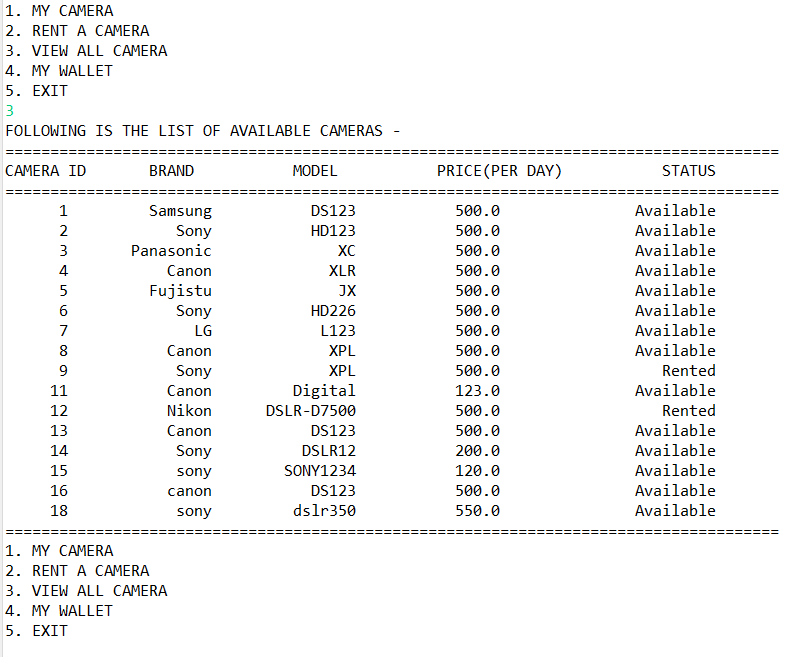 1. MY CAMERA
2. RENT A CAMERA
3. VIEW ALL CAMERA
4. MY WALLET
5. EXIT
3
FOLLOWING IS THE LIST OF AVAILABLE CAMERAS -
======================================================================================
CAMERA ID       BRAND           MODEL           PRICE(PER DAY)           STATUS
======================================================================================
      1         Samsung           DS123           500.0               Available
      2            Sony           HD123           500.0               Available
      3       Panasonic              XC           500.0               Available
      4           Canon             XLR           500.0               Available
      5         Fujistu              JX           500.0               Available
      6            Sony           HD226           500.0               Available
      7              LG            L123           500.0               Available
      8           Canon             XPL           500.0               Available
      9            Sony             XPL           500.0                  Rented
     11           Canon         Digital           123.0               Available
     12           Nikon      DSLR-D7500           500.0                  Rented
     13           Canon           DS123           500.0               Available
     14            Sony          DSLR12           200.0               Available
     15            sony        SONY1234           120.0               Available
     16           canon           DS123           500.0               Available
     18            sony         dslr350           550.0               Available
======================================================================================
1. MY CAMERA
2. RENT A CAMERA
3. VIEW ALL CAMERA
4. MY WALLET
5. EXIT